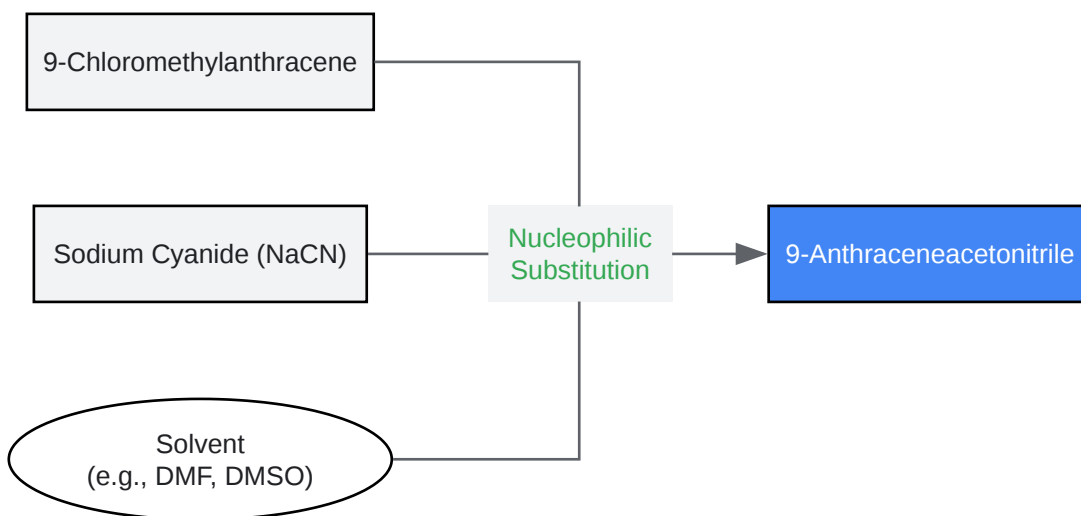 9-Chloromethylanthracene
Sodium Cyanide (NaCN)
Nucleophilic
Substitution
9-Anthraceneacetonitrile
Solvent
(e.g., DMF, DMSO)